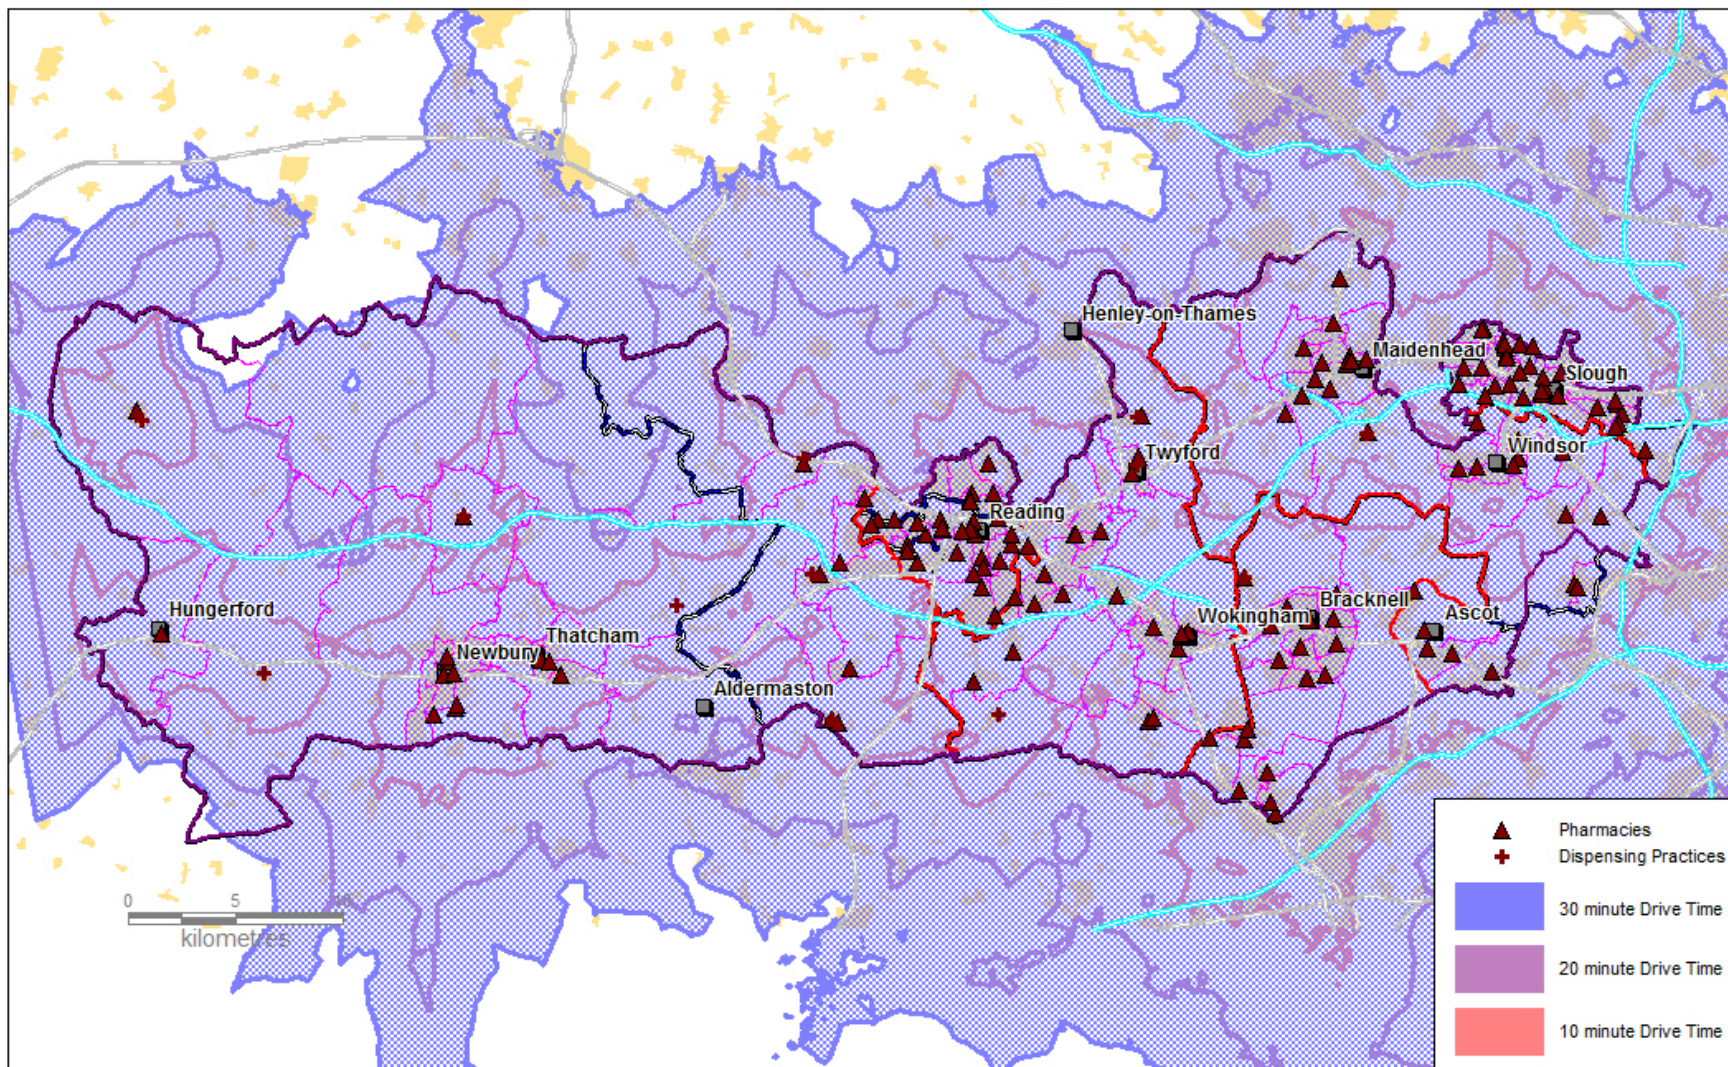 Henley-on-Thames
Maidenhead
Slough
Twyford
Windsor
Reading
Hungerford
Bracknell
Ascot
Wokingham
Thatcham
Newbury
Aldermaston
Pharmacies
Dispensing Practices
30 minute Drive Time
20 minute Drive Time
10 minute Drive Time
0 5 10
kilometres